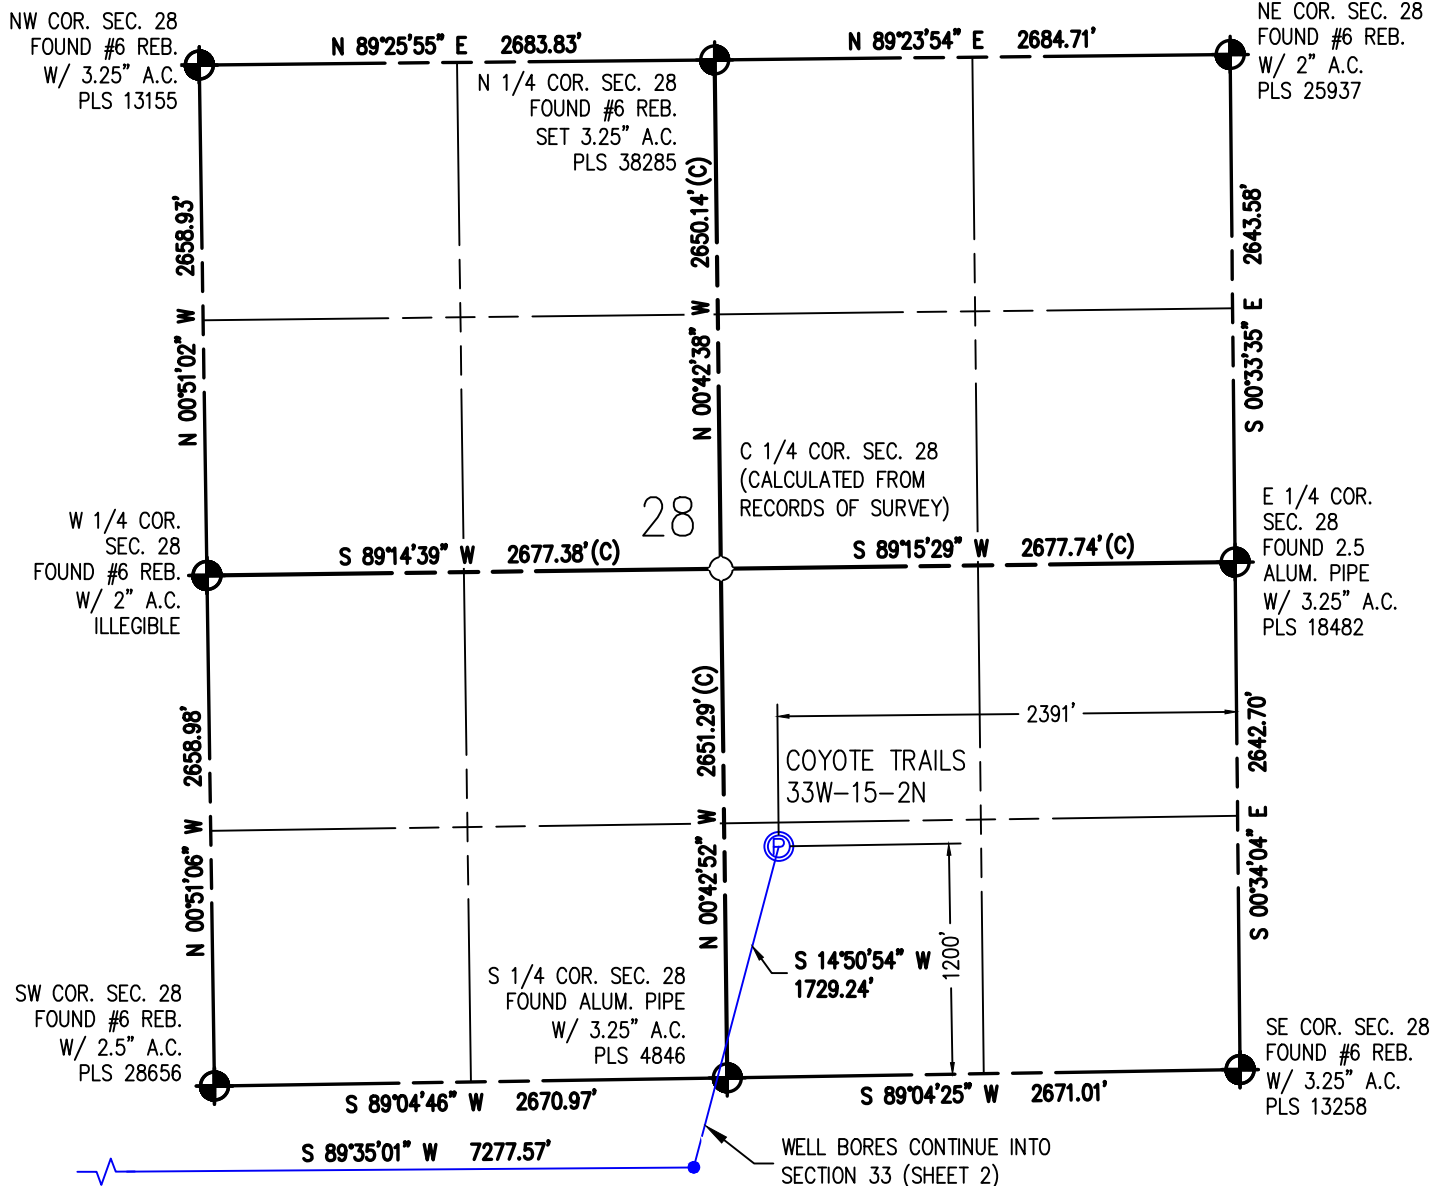 NW COR. SEC. 28
FOUND #6 REB.
W/ 3.25" A.C.
PLS 13155
N 89°25'55" E 2683.83'
N 1/4 COR. SEC. 28
FOUND #6 REB.
SET 3.25" A.C.
PLS 38285
N 89°23'54" E 2684.71'
NE COR. SEC. 28
FOUND #6 REB.
W/ 2" A.C.
PLS 25937
N 00°51'02" W 2658.93'
N 00°42'38" W 2650.14'(C)
S 00°33'35" E 2643.58'
C 1/4 COR. SEC. 28
(CALCULATED FROM
RECORDS OF SURVEY)
28
W 1/4 COR.
SEC. 28
FOUND #6 REB.
W/ 2" A.C.
ILLEGIBLE
S 89°14'39" W 2677.38'(C)
S 89°15'29" W 2677.74'(C)
E 1/4 COR.
SEC. 28
FOUND 2.5
ALUM. PIPE
W/ 3.25" A.C.
PLS 18482
N 00°51'06" W 2658.98'
N 00°42'52" W 2651.29'(C)
2391'
COYOTE TRAILS
33W-15-2N
P
1200'
S 00°34'04" E 2642.70'
S 14°50'54" W
1729.24'
SW COR. SEC. 28
FOUND #6 REB.
W/ 2.5" A.C.
PLS 28656
S 1/4 COR. SEC. 28
FOUND ALUM. PIPE
W/ 3.25" A.C.
PLS 4846
SE COR. SEC. 28
FOUND #6 REB.
W/ 3.25" A.C.
PLS 13258
S 89°04'46" W 2670.97'
S 89°04'25" W 2671.01'
S 89°35'01" W 7277.57'
WELL BORES CONTINUE INTO
SECTION 33 (SHEET 2)